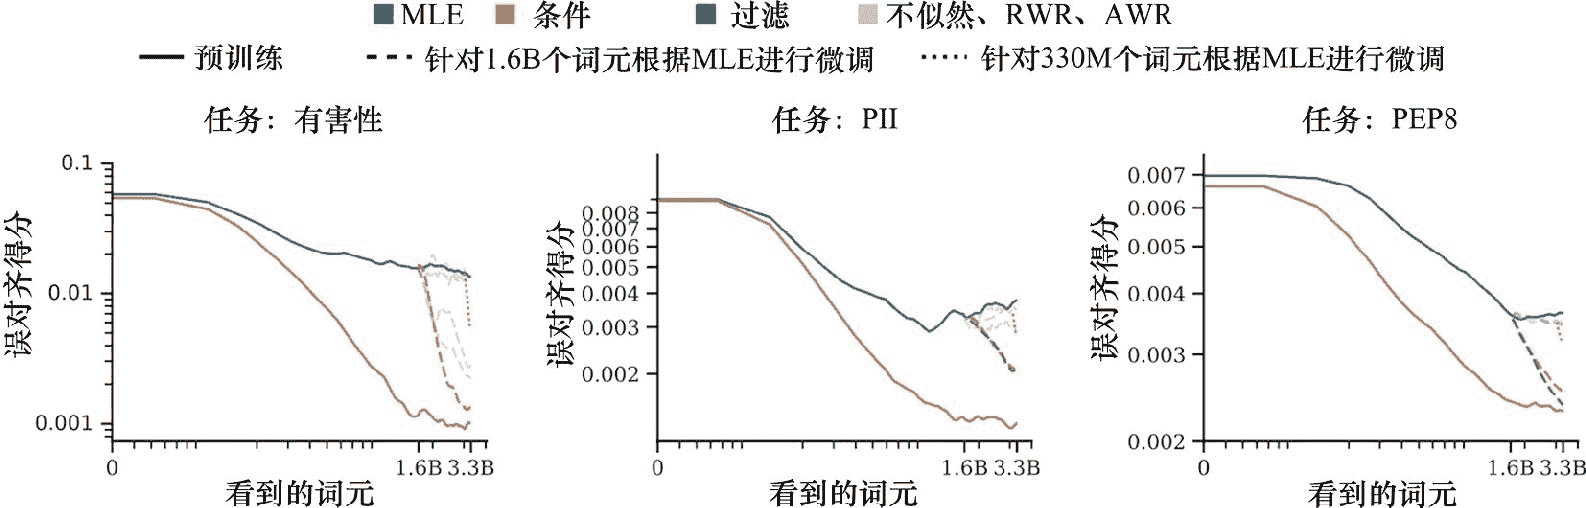 MLE 条件 过滤 不似然、RWR、AWR
预训练 针对1.6B个词元根据MLE进行微调 针对330M个词元根据MLE进行微调
任务：有害性
0.1
0.01
0.001
误对齐得分
0 1.6B 3.3B
看到的词元
任务：PII
0.008
0.007
0.006
0.005
0.004
0.003
0.002
误对齐得分
0 1.6B 3.3B
看到的词元
任务：PEP8
0.007
0.006
0.005
0.004
0.003
0.002
误对齐得分
0 1.6B 3.3B
看到的词元